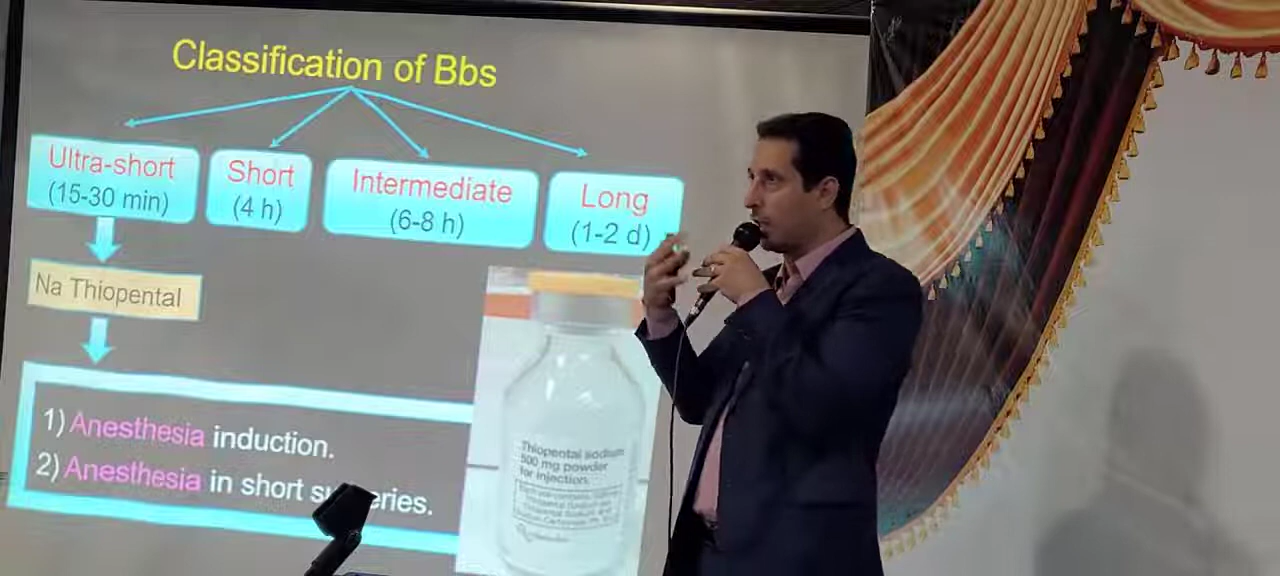 Classification of Bbs
Ultra-short
(15-30 min)
Short
(4 h)
Intermediate
(6-8 h)
Long
(1-2 d)
Na Thiopental
1) Anesthesia induction.
2) Anesthesia in short
Thiopental sodium
500 mg powder
for injection.